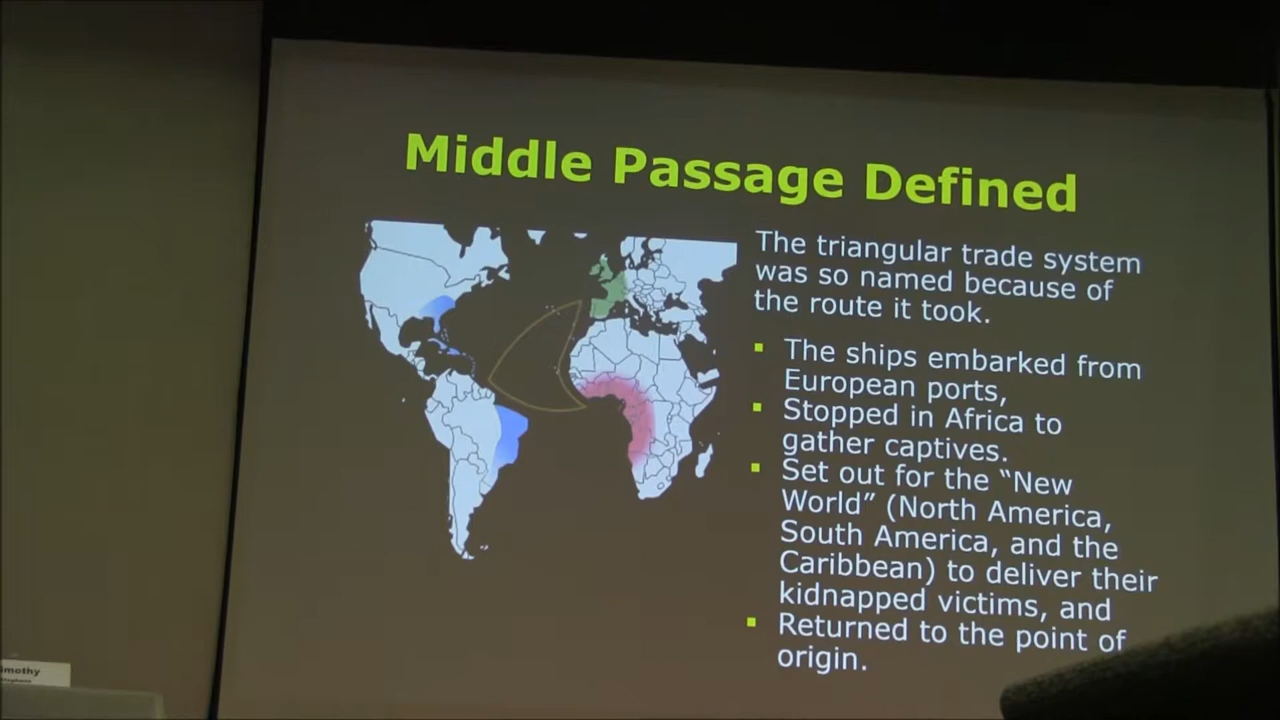 Middle Passage Defined
The triangular trade system
was so named because of
the route it took.
▪ The ships embarked from
European ports,
▪ Stopped in Africa to
gather captives.
▪ Set out for the “New
World” (North America,
South America, and the
Caribbean) to deliver their
kidnapped victims, and
▪ Returned to the point of
origin.
imothy